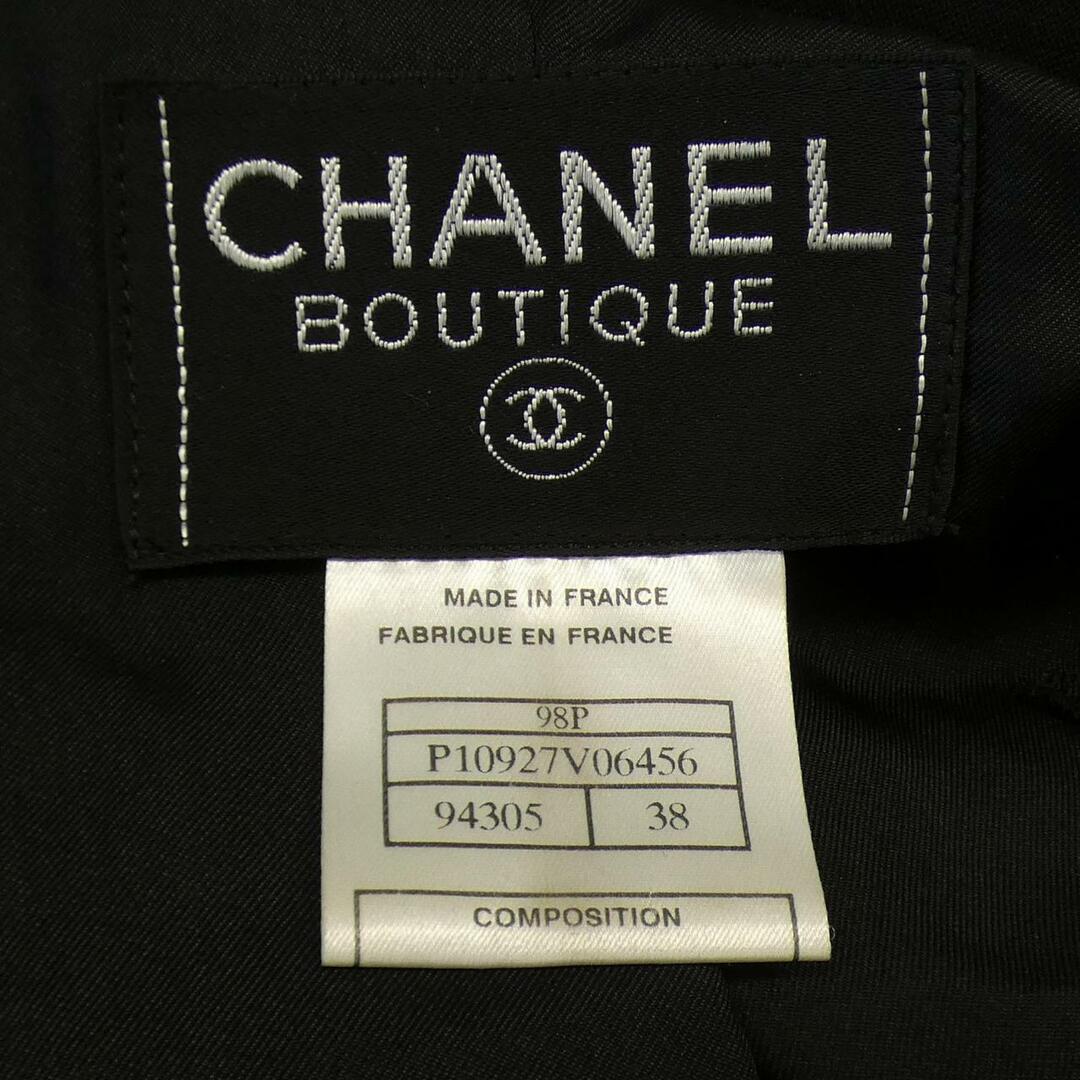 CHANEL
BOUTIQUE
MADE IN FRANCE
FABRIQUE EN FRANCE
98P
P10927V06456
94305 38
COMPOSITION